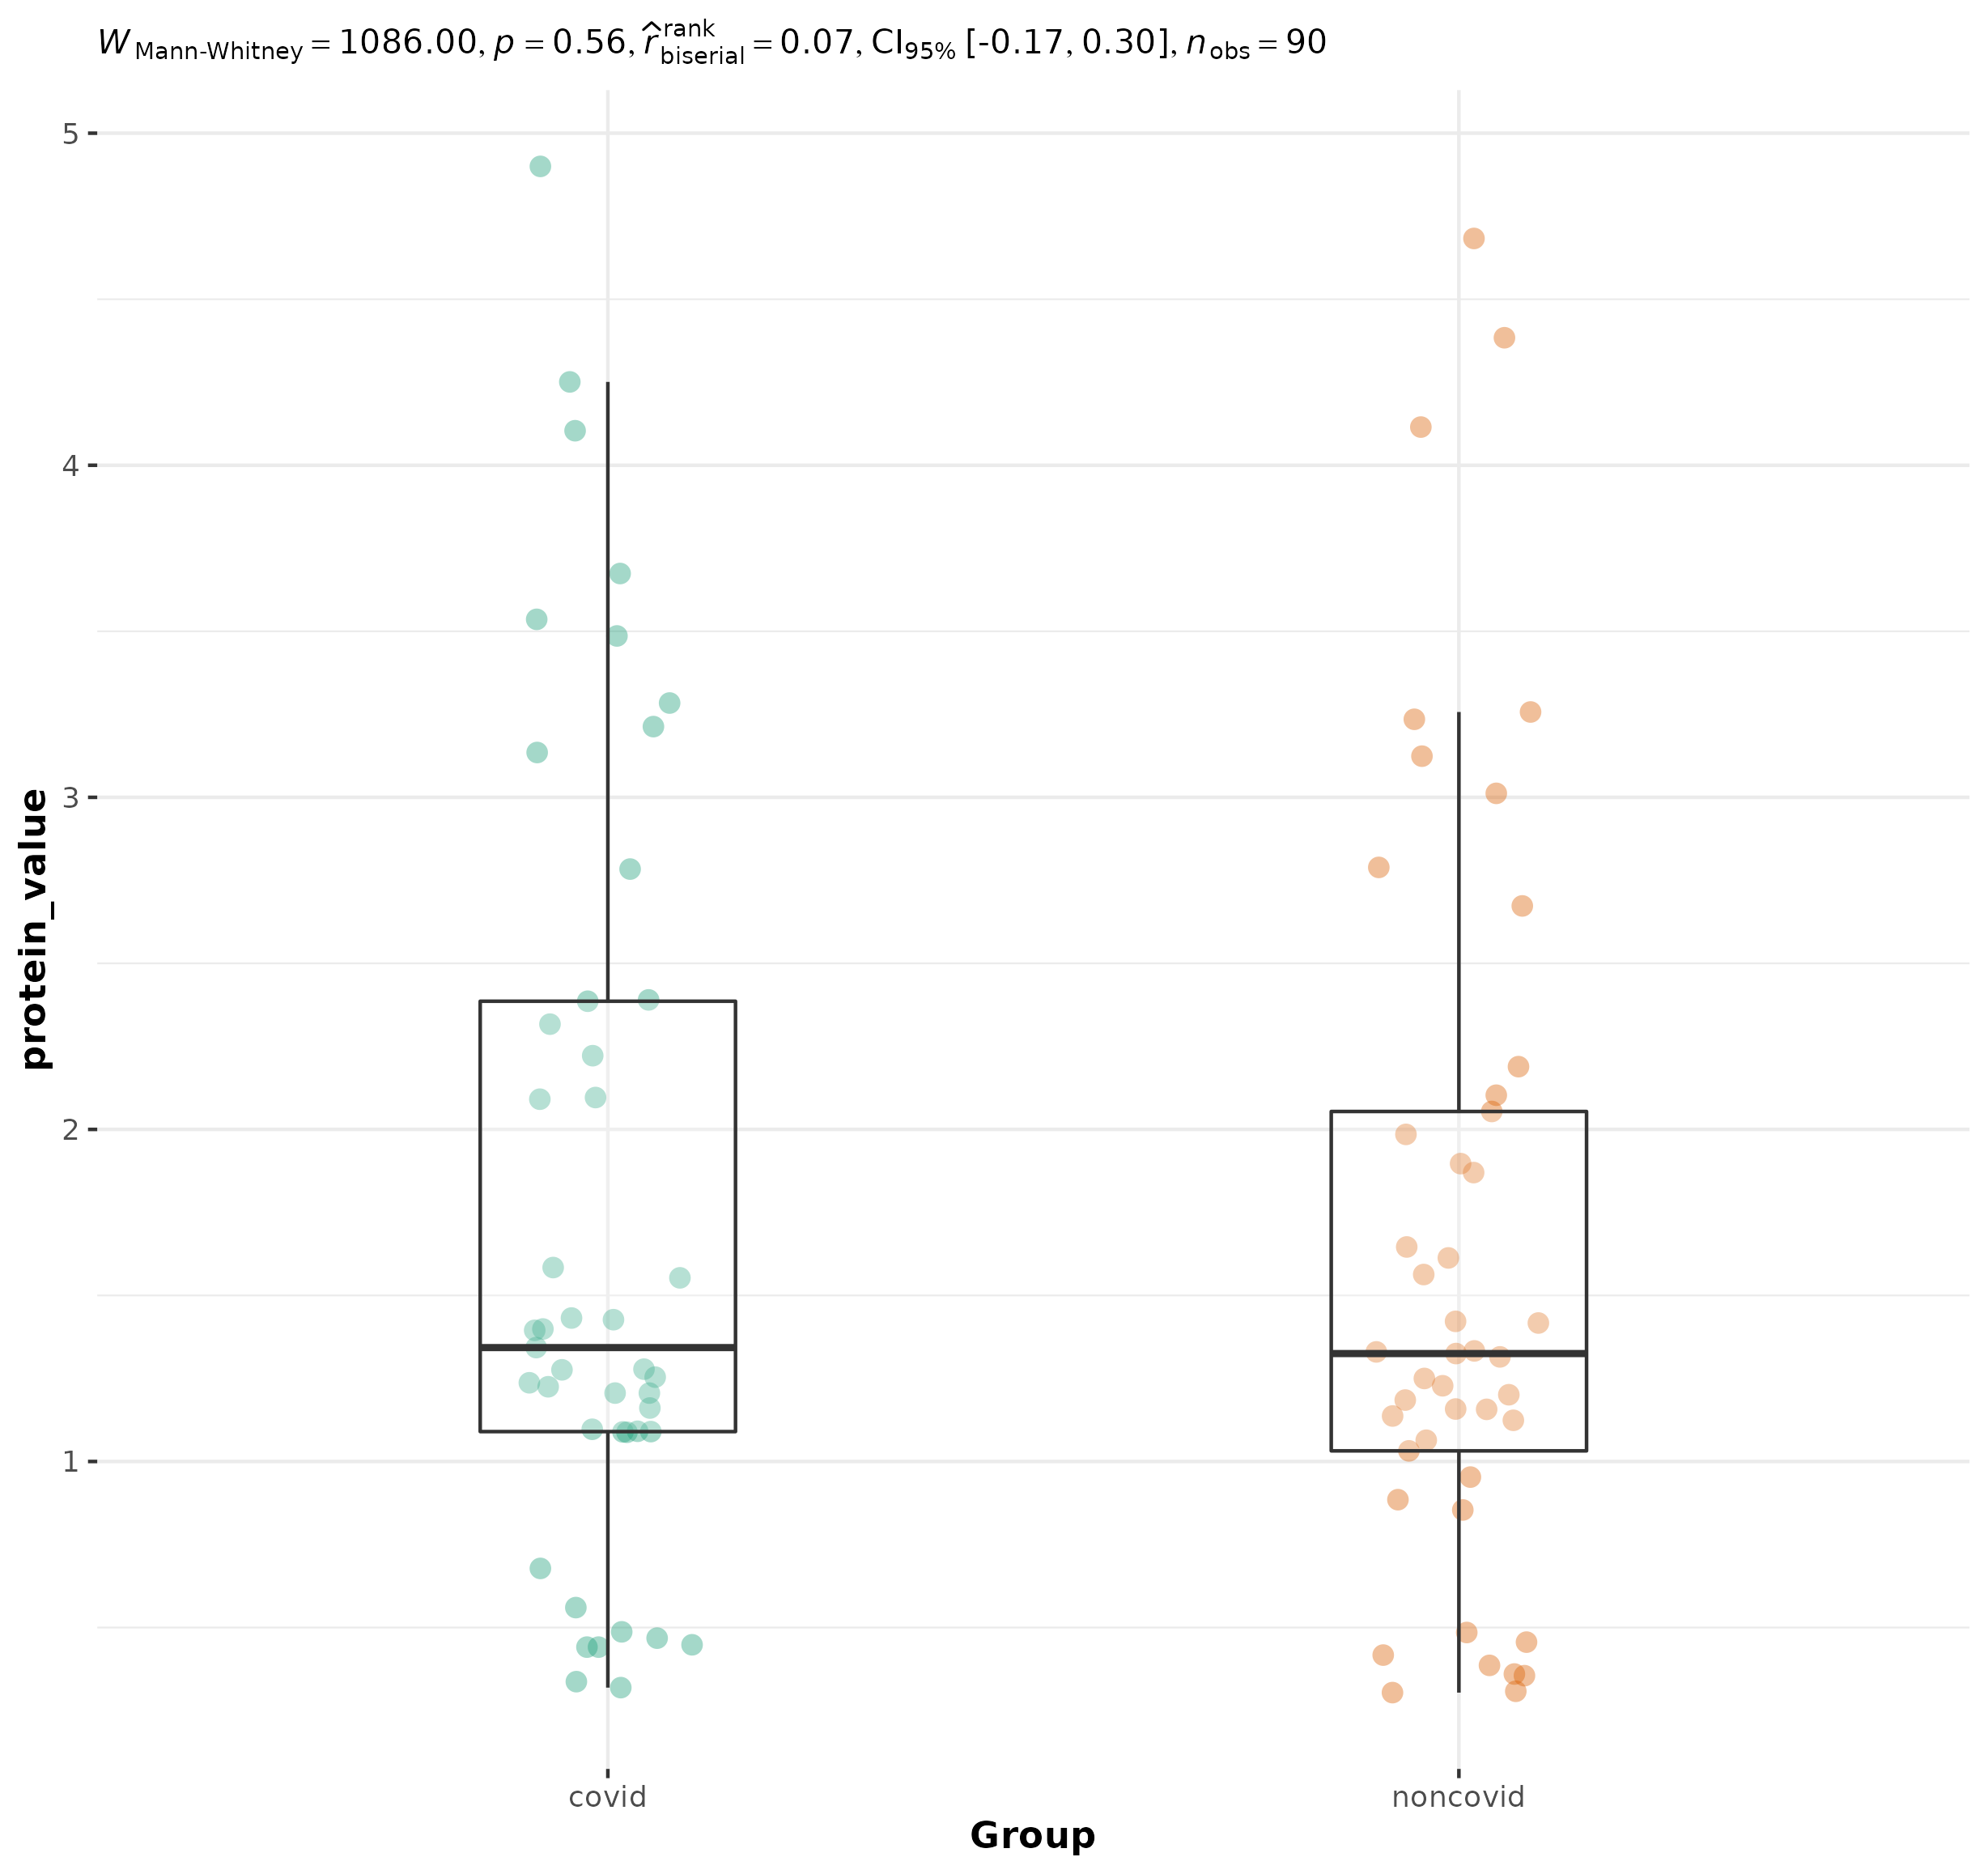 W Mann-Whitney = 1086.00, p = 0.56, r̂ rank biserial = 0.07, CI95% [-0.17, 0.30], nobs = 90
5
4
3
2
1
protein_value
covid noncovid
Group